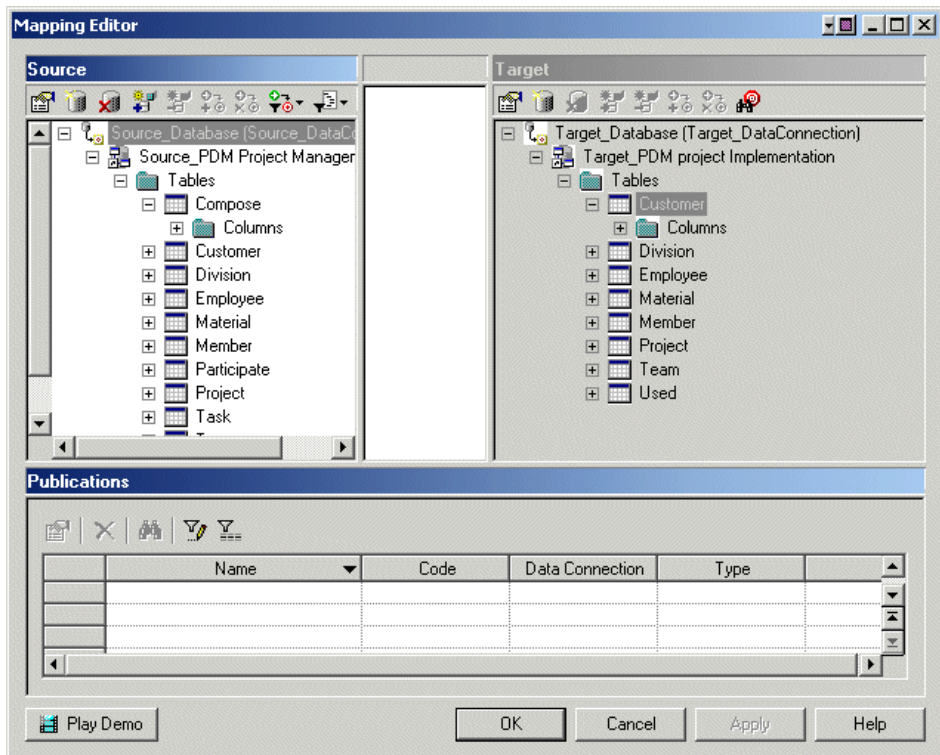 Mapping Editor
Source
Target
Source_Database (Source_DataCo
Source_PDM Project Manager
Tables
Compose
Columns
Customer
Division
Employee
Material
Member
Participate
Project
Task
Target_Database (Target_DataConnection)
Target_PDM project Implementation
Tables
Customer
Columns
Division
Employee
Material
Member
Project
Team
Used
Publications
Name Code Data Connection Type
Play Demo OK Cancel Apply Help